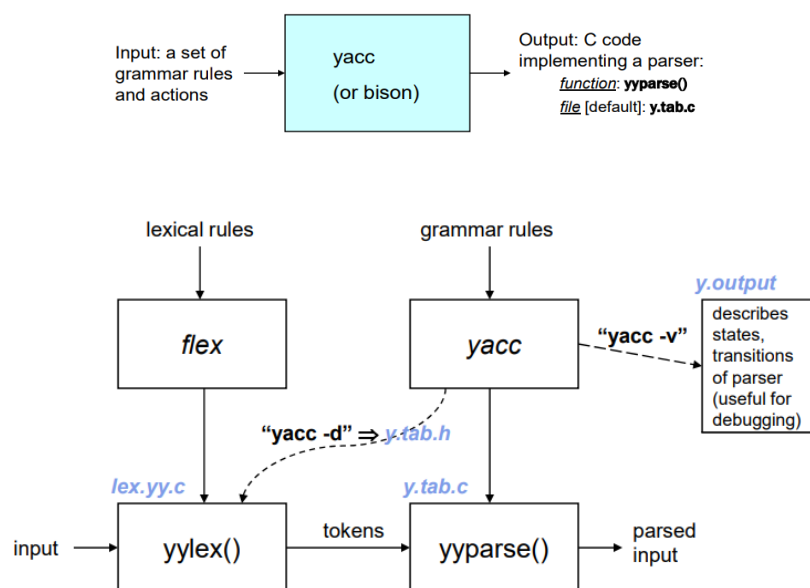 Input: a set of
grammar rules
and actions
yacc
(or bison)
Output: C code
implementing a parser:
function: yyparse()
file [default]: y.tab.c
lexical rules
grammar rules
flex
yacc
"yacc -v"
y.output
describes
states,
transitions
of parser
(useful for
debugging)
“yacc -d” ⇒ y.tab.h
lex.yy.c
y.tab.c
input
yylex()
tokens
yyparse()
parsed
input